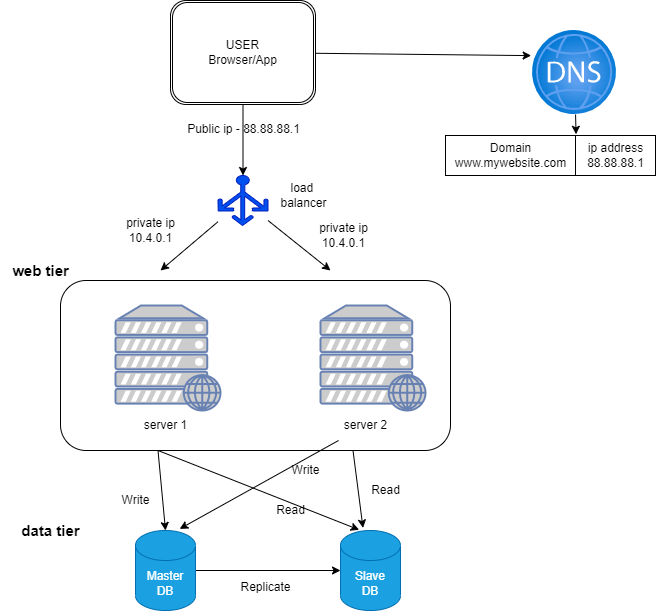 USER
Browser/App
DNS
Public ip - 88.88.88.1
Domain
www.mywebsite.com
ip address
88.88.88.1
load
balancer
private ip
10.4.0.1
private ip
10.4.0.1
web tier
server 1
server 2
Write
Write
Read
Read
data tier
Master
DB
Replicate
Slave
DB